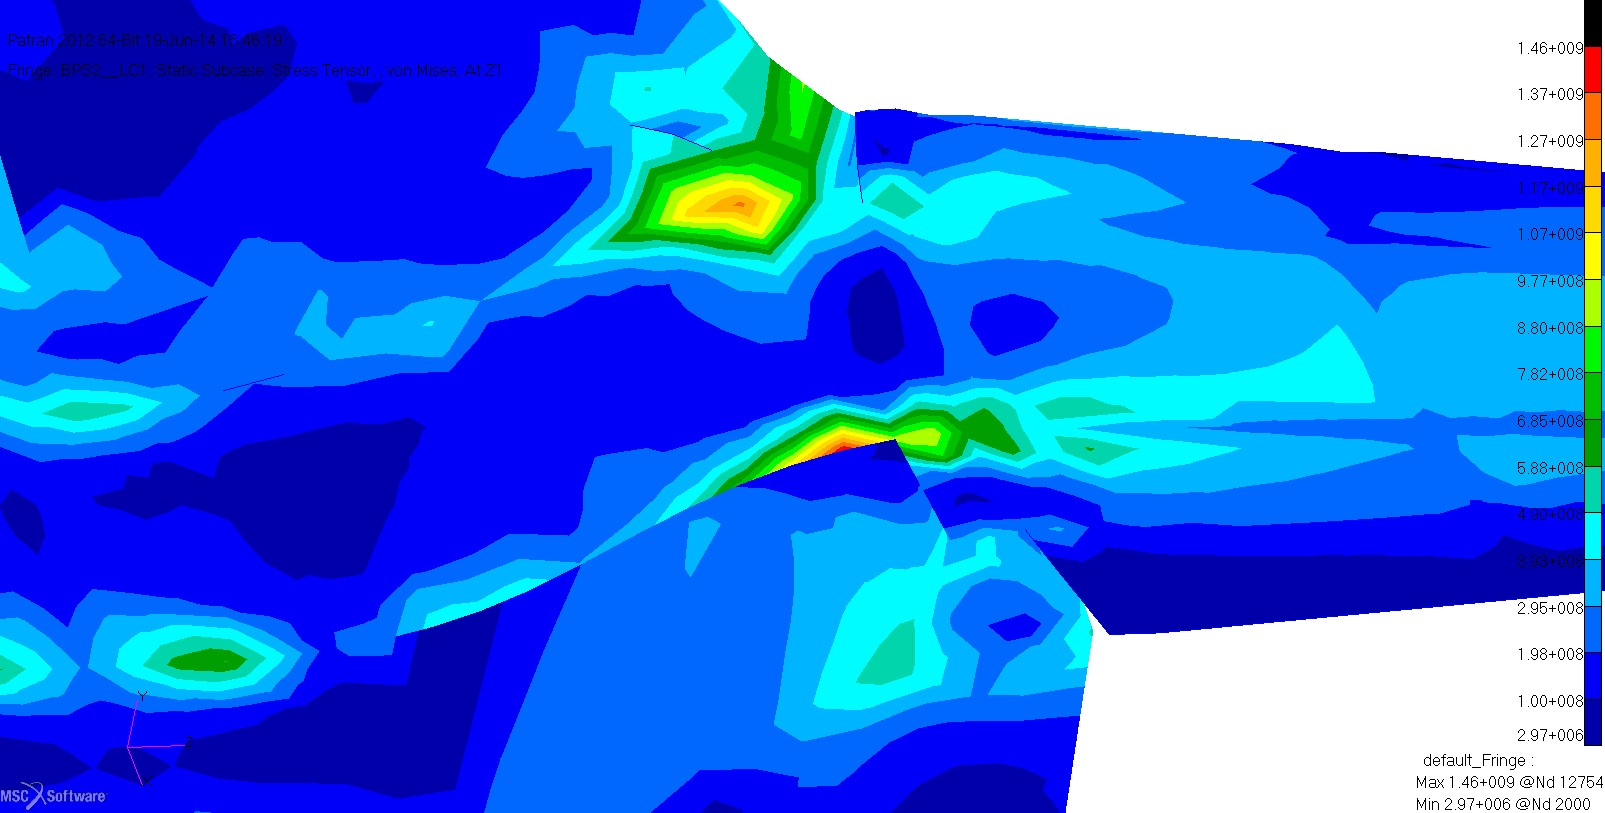 Patran 2012 64-Bit 19-Jun-14 16:46:19
Fringe: BPS2__LC1, Static Subcase, Stress Tensor, , von Mises, At Z1
1.46+009
1.37+009
1.27+009
1.17+009
1.07+009
9.77+008
8.80+008
7.82+008
6.85+008
5.88+008
4.90+008
3.93+008
2.95+008
1.98+008
1.00+008
2.97+006
default_Fringe :
Max 1.46+009 @Nd 12754
Min 2.97+006 @Nd 2000
Y
Z
X
MSC Software